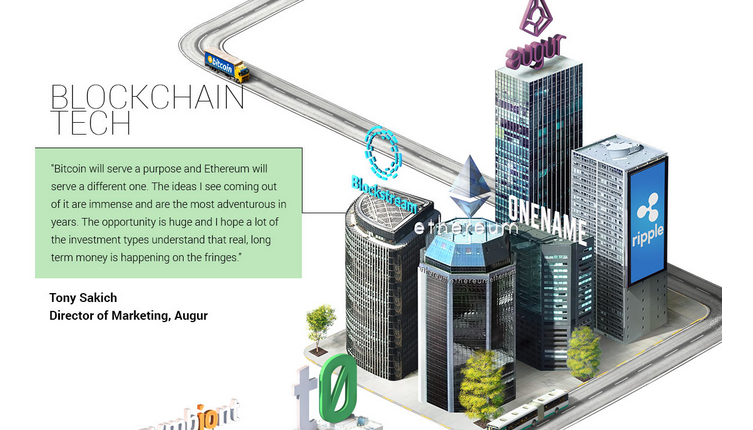 augur
bitcoin
BLOCKCHAIN
TECH
"Bitcoin will serve a purpose and Ethereum will
serve a different one. The ideas I see coming out
of it are immense and are the most adventurous in
years. The opportunity is huge and I hope a lot of
the investment types understand that real, long
term money is happening on the fringes."
Tony Sakich
Director of Marketing, Augur
Blockstream
ethereum
ONENAME
ripple
t0